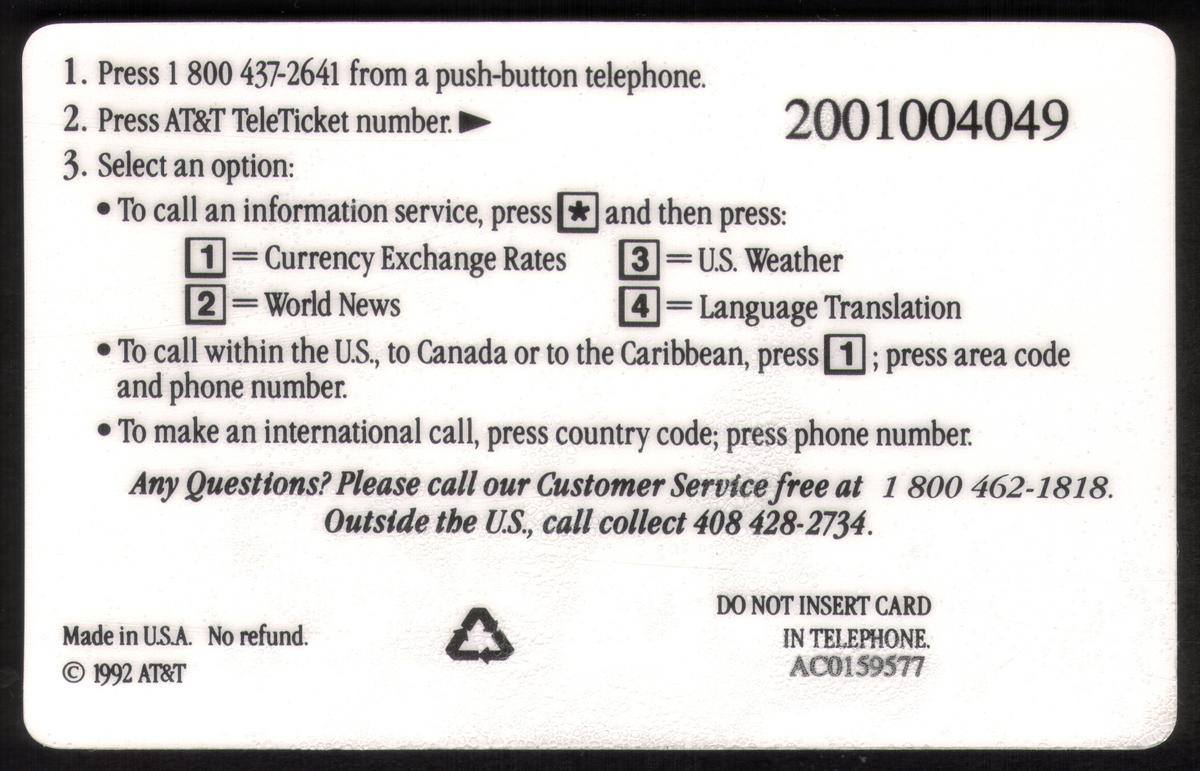 1. Press 1 800 437-2641 from a push-button telephone.
2. Press AT&T TeleTicket number. ►
2001004049
3. Select an option:
• To call an information service, press * and then press:
1 = Currency Exchange Rates 3 = U.S. Weather
2 = World News 4 = Language Translation
• To call within the U.S., to Canada or to the Caribbean, press 1 ; press area code
and phone number.
• To make an international call, press country code; press phone number.
Any Questions? Please call our Customer Service free at 1 800 462-1818.
Outside the U.S., call collect 408 428-2734.
Made in U.S.A. No refund.
© 1992 AT&T
DO NOT INSERT CARD
IN TELEPHONE.
AC0159577